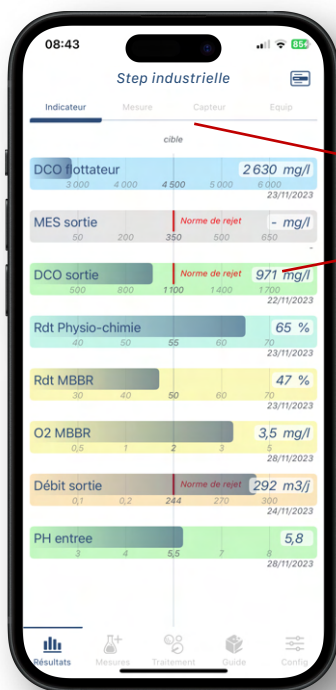 08:43 85
Step industrielle
Indicateur Mesure Capteur Equip
cible
DCO flottateur 2 630 mg/l
3 000 4 000 4 500 5 000 6 000
23/11/2023
MES sortie Norme de rejet - mg/l
50 200 350 500 650
-
DCO sortie Norme de rejet 971 mg/l
500 800 1 100 1 400 1 700
22/11/2023
Rdt Physio-chimie 65 %
40 50 55 60 70
23/11/2023
Rdt MBBR 47 %
30 40 50 60 70
23/11/2023
O2 MBBR 3,5 mg/l
0,5 1 2 3 5
28/11/2023
Débit sortie Norme de rejet 292 m3/j
0,1 0,2 244 270 300
24/11/2023
PH entree 5,8
3 4 5,5 7 8
28/11/2023
Résultats Mesures Traitement Guide Config